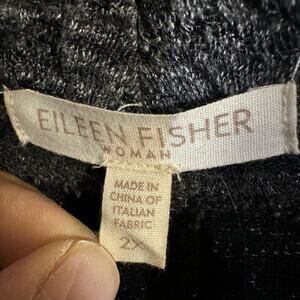 EILEEN FISHER
WOMAN
MADE IN
CHINA OF
ITALIAN
FABRIC
2X